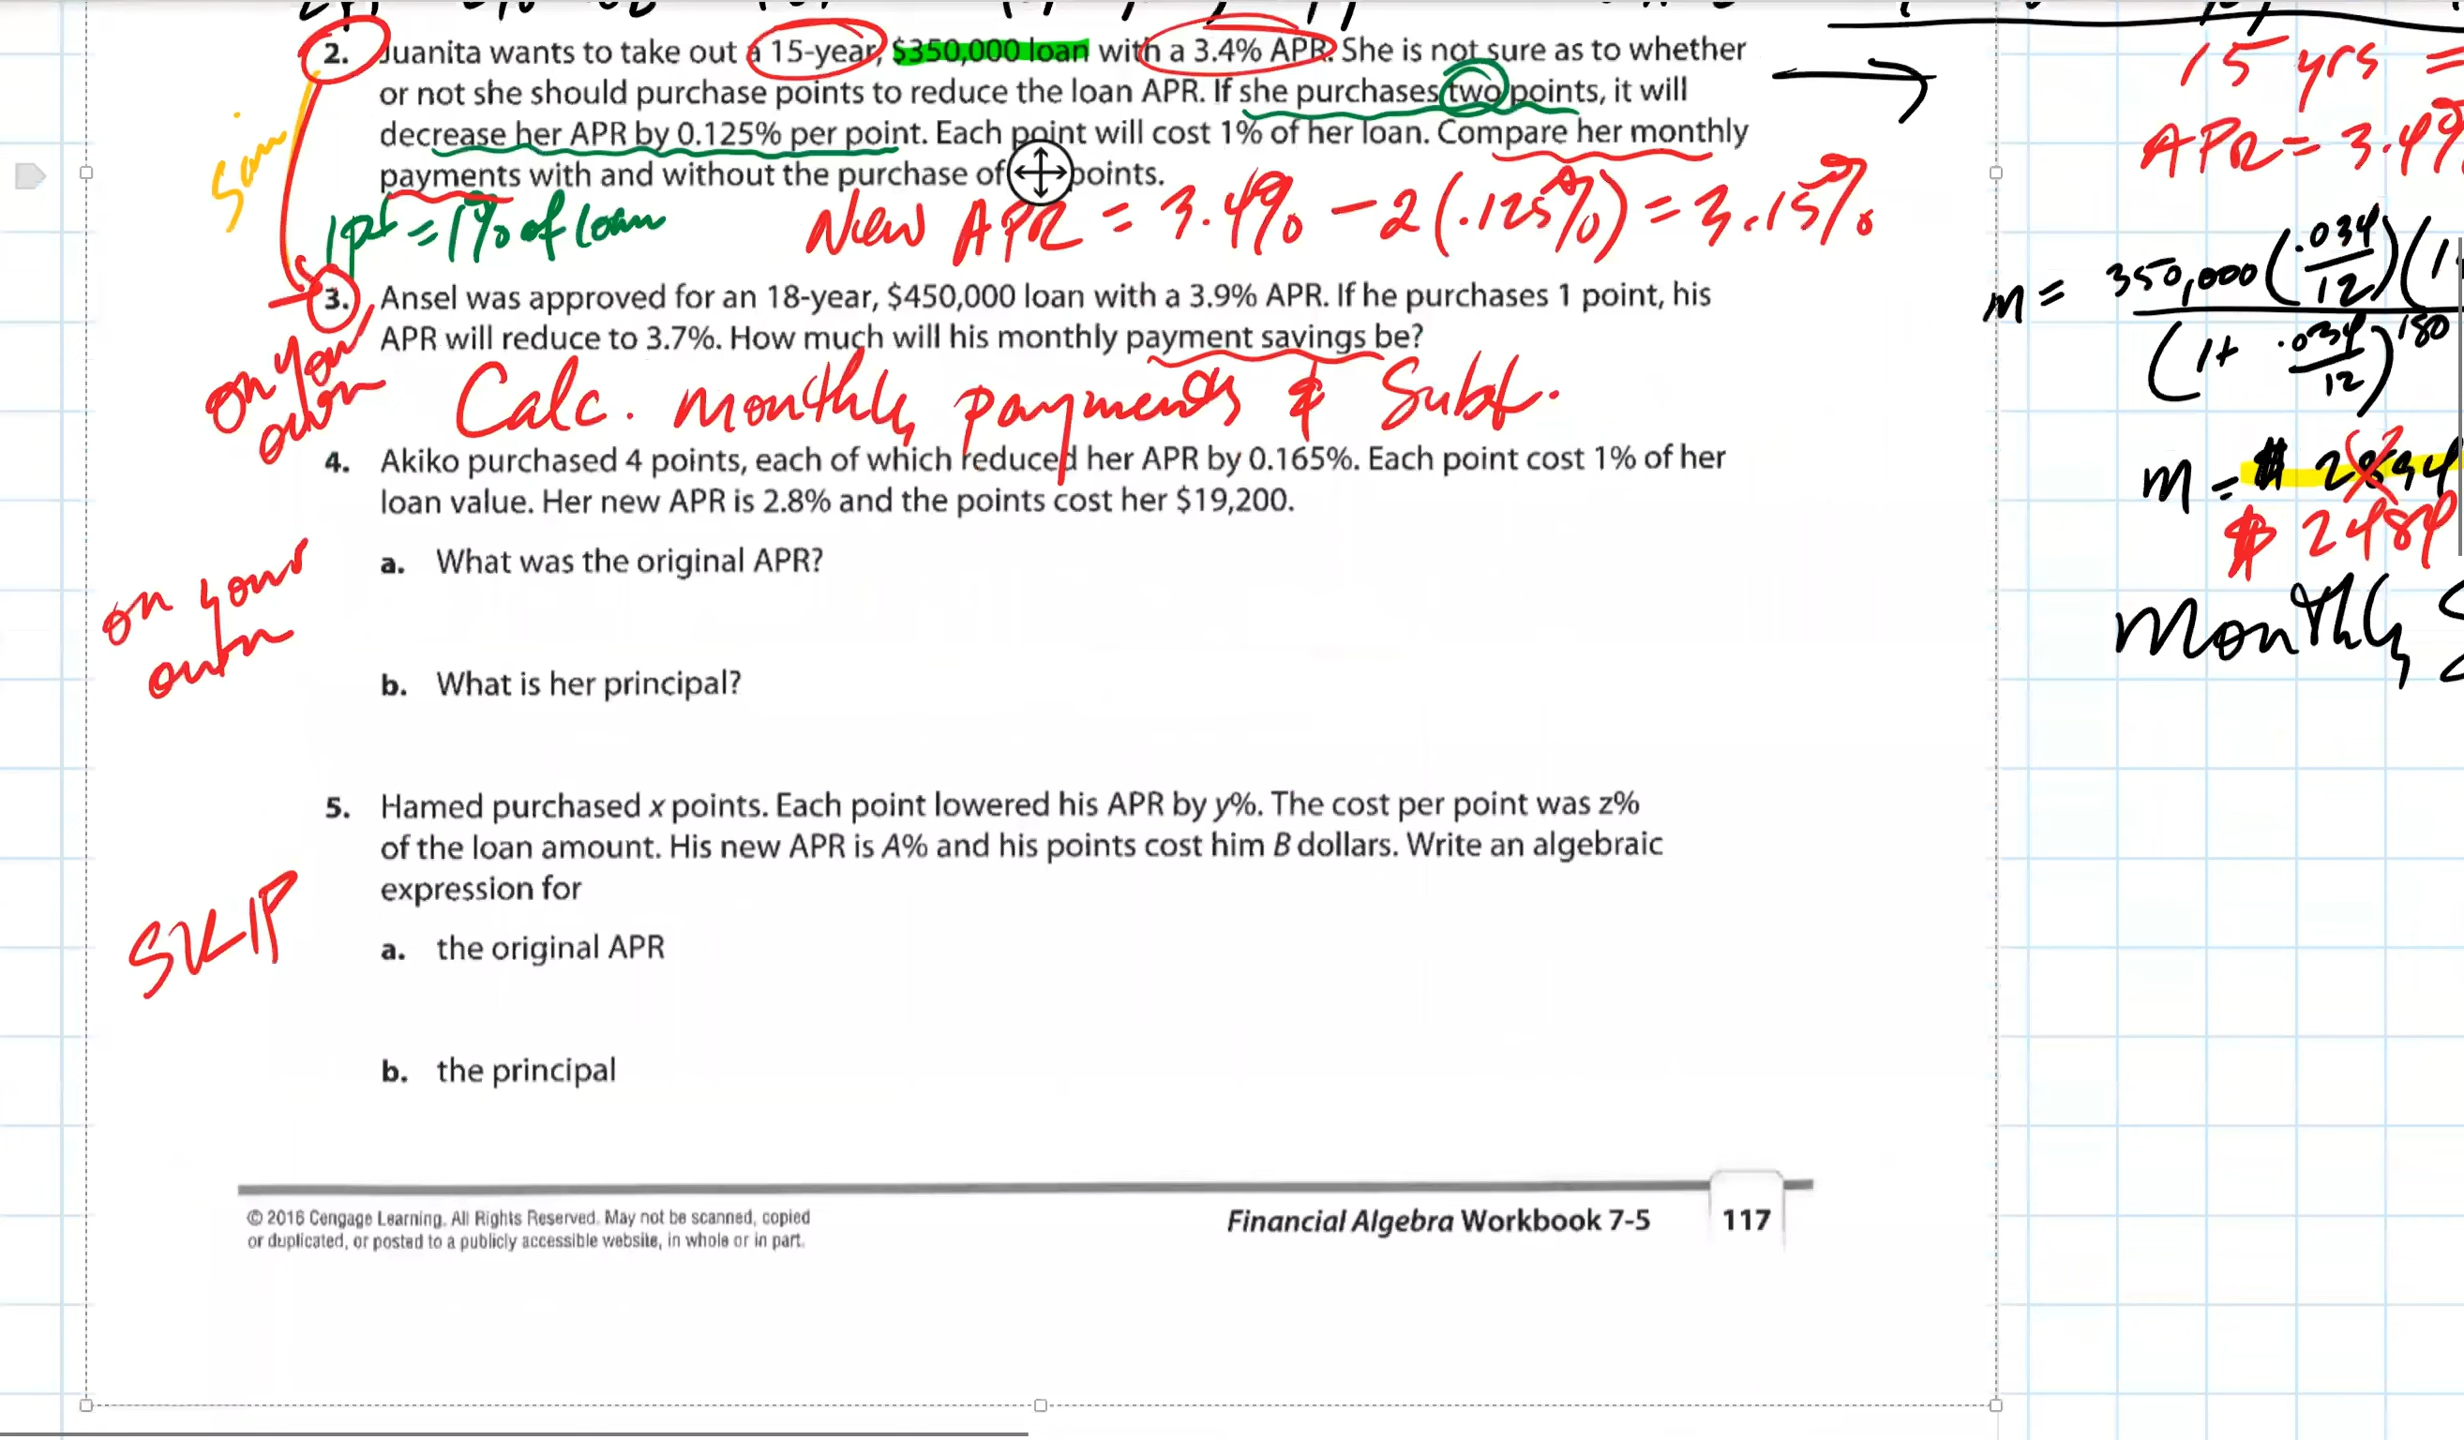 2. Juanita wants to take out a 15-year, $350,000 loan with a 3.4% APR. She is not sure as to whether
or not she should purchase points to reduce the loan APR. If she purchases two points, it will
decrease her APR by 0.125% per point. Each point will cost 1% of her loan. Compare her monthly
payments with and without the purchase of points.
1pt = 1% of loan
New APR = 3.4% - 2(.125%) = 3.15%
3. Ansel was approved for an 18-year, $450,000 loan with a 3.9% APR. If he purchases 1 point, his
APR will reduce to 3.7%. How much will his monthly payment savings be?
on your
own
Calc. monthly payments & Subt.
4. Akiko purchased 4 points, each of which reduced her APR by 0.165%. Each point cost 1% of her
loan value. Her new APR is 2.8% and the points cost her $19,200.
on your
own
a. What was the original APR?
b. What is her principal?
5. Hamed purchased x points. Each point lowered his APR by y%. The cost per point was z%
of the loan amount. His new APR is A% and his points cost him B dollars. Write an algebraic
expression for
SKIP
a. the original APR
b. the principal
© 2016 Cengage Learning. All Rights Reserved. May not be scanned, copied
or duplicated, or posted to a publicly accessible website, in whole or in part.
Financial Algebra Workbook 7-5 117
15 yrs =
APR = 3.4%
m = 350,000(.034/12)(1
(1+ .034/12)^180
m = $
$ 2484
Monthly